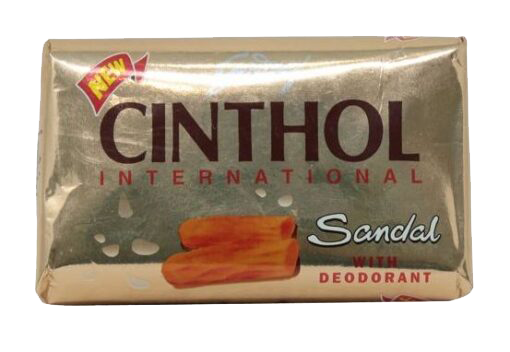 NEW
CINTHOL
INTERNATIONAL
Sandal
WITH
DEODORANT